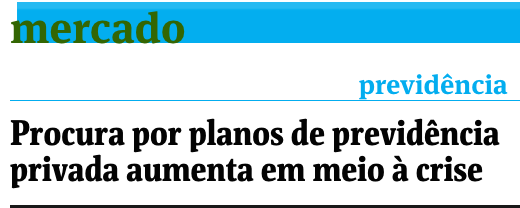 mercado
previdência
Procura por planos de previdência
privada aumenta em meio à crise